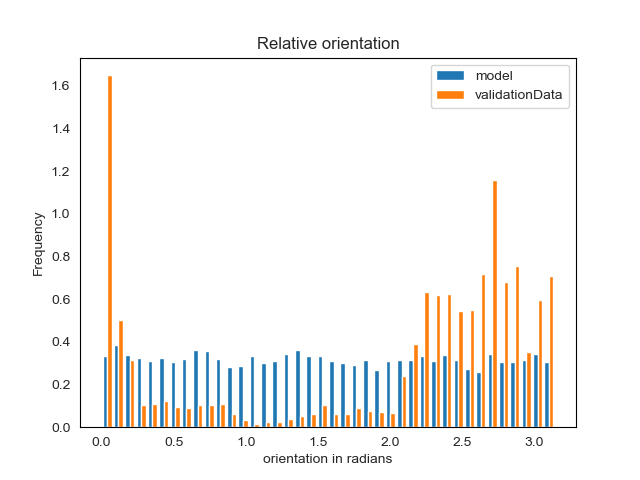 Relative orientation
model
validationData
Frequency
1.6
1.4
1.2
1.0
0.8
0.6
0.4
0.2
0.0
0.0 0.5 1.0 1.5 2.0 2.5 3.0
orientation in radians